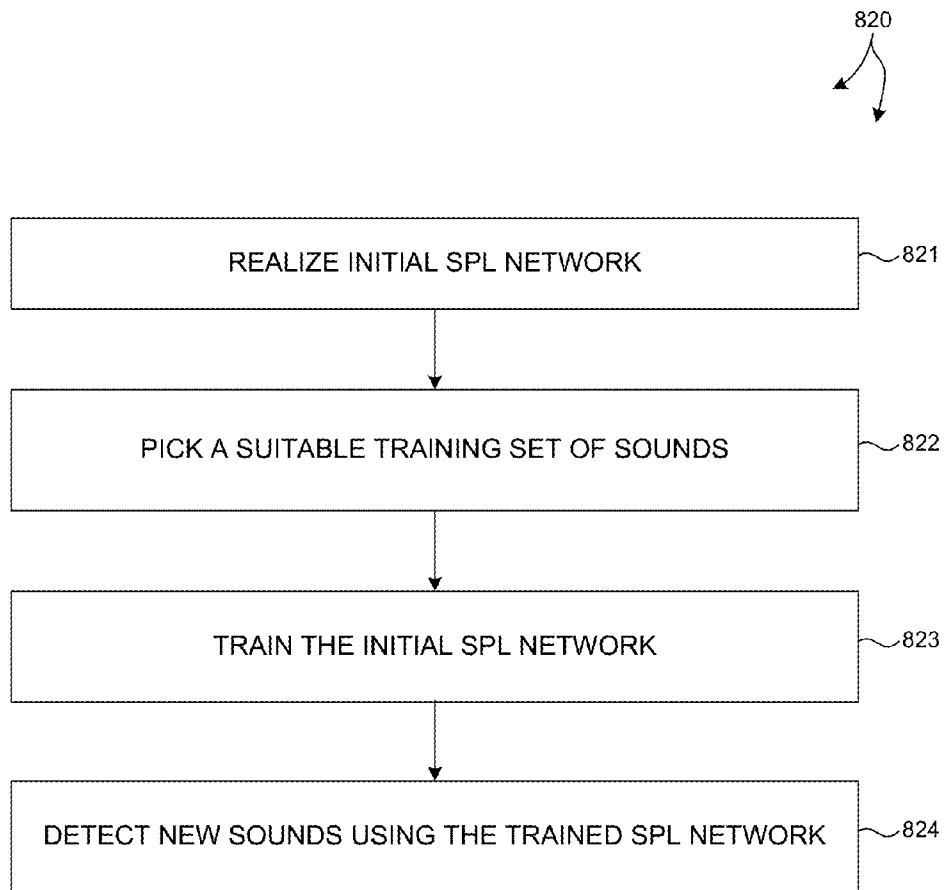 820
REALIZE INITIAL SPL NETWORK
821
PICK A SUITABLE TRAINING SET OF SOUNDS
822
TRAIN THE INITIAL SPL NETWORK
823
DETECT NEW SOUNDS USING THE TRAINED SPL NETWORK
824